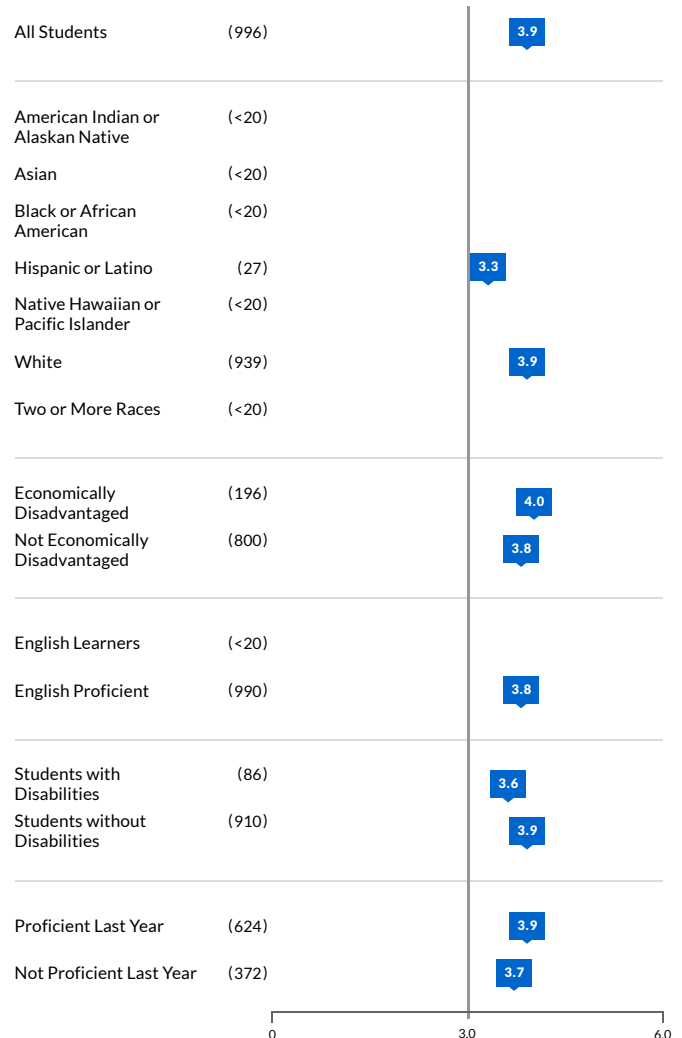 All Students (996) 3.9
American Indian or
Alaskan Native (<20)
Asian (<20)
Black or African
American (<20)
Hispanic or Latino (27) 3.3
Native Hawaiian or
Pacific Islander (<20)
White (939) 3.9
Two or More Races (<20)
Economically
Disadvantaged (196) 4.0
Not Economically
Disadvantaged (800) 3.8
English Learners (<20)
English Proficient (990) 3.8
Students with
Disabilities (86) 3.6
Students without
Disabilities (910) 3.9
Proficient Last Year (624) 3.9
Not Proficient Last Year (372) 3.7
0 3.0 6.0